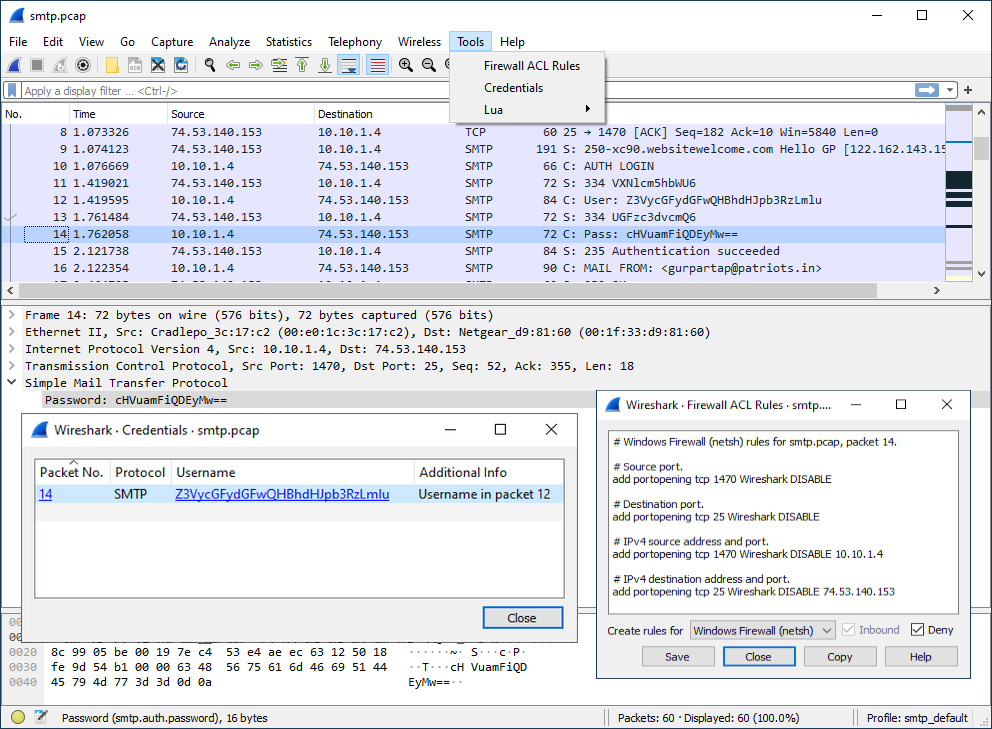 smtp.pcap
File Edit View Go Capture Analyze Statistics Telephony Wireless Tools Help
Firewall ACL Rules
Credentials
Lua
Apply a display filter ... <Ctrl-/>
No. Time Source Destination
8 1.073326 74.53.140.153 10.10.1.4 TCP 60 25 → 1470 [ACK] Seq=182 Ack=10 Win=5840 Len=0
9 1.074123 74.53.140.153 10.10.1.4 SMTP 191 S: 250-xc90.websitewelcome.com Hello GP [122.162.143.15
10 1.076669 10.10.1.4 74.53.140.153 SMTP 66 C: AUTH LOGIN
11 1.419021 74.53.140.153 10.10.1.4 SMTP 72 S: 334 VXNlcm5hbWU6
12 1.419595 10.10.1.4 74.53.140.153 SMTP 84 C: User: Z3VycGFydGFwQHBhdHJpb3RzLmlu
13 1.761484 74.53.140.153 10.10.1.4 SMTP 72 S: 334 UGFzc3dvcmQ6
14 1.762058 10.10.1.4 74.53.140.153 SMTP 72 C: Pass: cHVuamFiQDEyMw==
15 2.121738 74.53.140.153 10.10.1.4 SMTP 84 S: 235 Authentication succeeded
16 2.122354 10.10.1.4 74.53.140.153 SMTP 90 C: MAIL FROM: <gurpartap@patriots.in>
Frame 14: 72 bytes on wire (576 bits), 72 bytes captured (576 bits)
Ethernet II, Src: Cradlepo_3c:17:c2 (00:e0:1c:3c:17:c2), Dst: Netgear_d9:81:60 (00:1f:33:d9:81:60)
Internet Protocol Version 4, Src: 10.10.1.4, Dst: 74.53.140.153
Transmission Control Protocol, Src Port: 1470, Dst Port: 25, Seq: 52, Ack: 355, Len: 18
Simple Mail Transfer Protocol
Password: cHVuamFiQDEyMw==
Wireshark · Credentials · smtp.pcap
Packet No. Protocol Username Additional Info
14 SMTP Z3VycGFydGFwQHBhdHJpb3RzLmlu Username in packet 12
Close
Wireshark · Firewall ACL Rules · smtp....
# Windows Firewall (netsh) rules for smtp.pcap, packet 14.
# Source port.
add portopening tcp 1470 Wireshark DISABLE
# Destination port.
add portopening tcp 25 Wireshark DISABLE
# IPv4 source address and port.
add portopening tcp 1470 Wireshark DISABLE 10.10.1.4
# IPv4 destination address and port.
add portopening tcp 25 Wireshark DISABLE 74.53.140.153
Create rules for Windows Firewall (netsh) Inbound Deny
Save Close Copy Help
0020 8c 99 05 be 00 19 7e c4 53 e4 ae ec 63 12 50 18 ······~· S···c·P·
0030 fe 9d 54 b1 00 00 63 48 56 75 61 6d 46 69 51 44 ··T···cH VuamFiQD
0040 45 79 4d 77 3d 3d 0d 0a EyMw==··
Password (smtp.auth.password), 16 bytes
Packets: 60 · Displayed: 60 (100.0%)
Profile: smtp_default